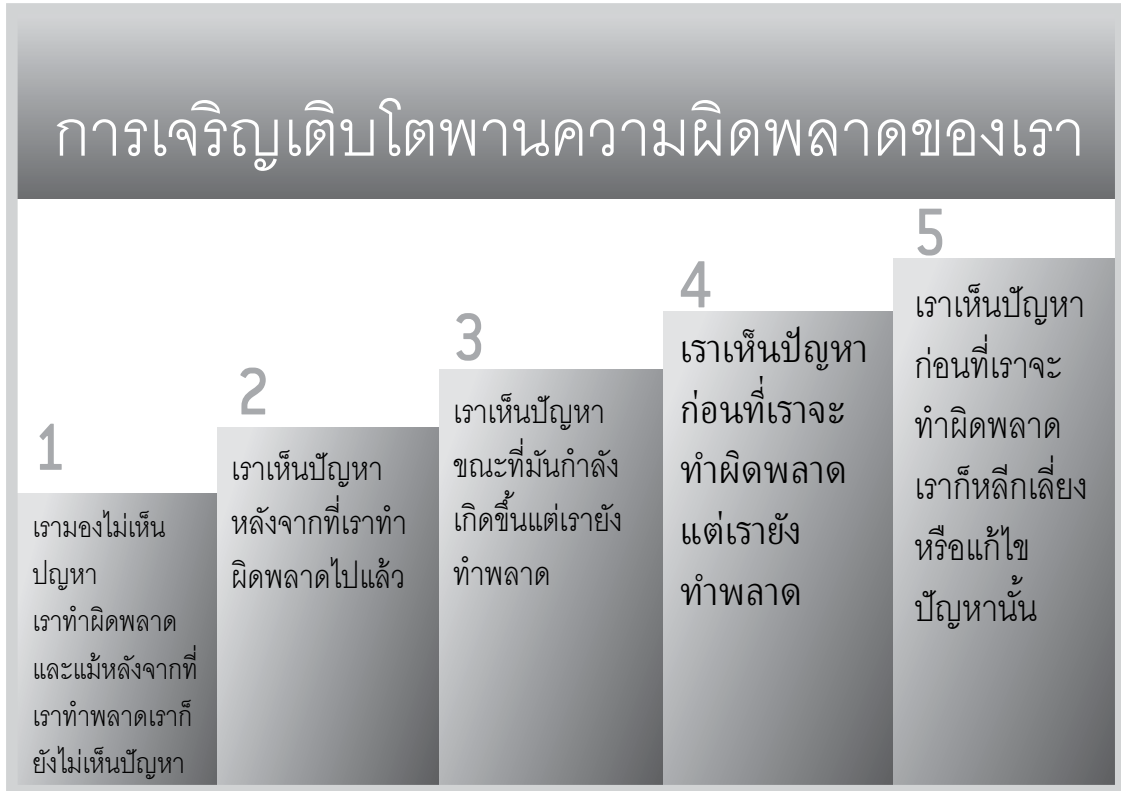 การเจริญเติบโตพานความผิดพลาดของเรา
1
เรามองไม่เห็น
ปญหา
เราทำผิดพลาด
และแม้หลังจากที่
เราทำพลาดเราก็
ยังไม่เห็นปัญหา
2
เราเห็นปัญหา
หลังจากที่เราทำ
ผิดพลาดไปแล้ว
3
เราเห็นปัญหา
ขณะที่มันกำลัง
เกิดขึ้นแต่เรายัง
ทำพลาด
4
เราเห็นปัญหา
ก่อนที่เราจะ
ทำผิดพลาด
แต่เรายัง
ทำพลาด
5
เราเห็นปัญหา
ก่อนที่เราจะ
ทำผิดพลาด
เราก็หลีกเลี่ยง
หรือแก้ไข
ปัญหานั้น